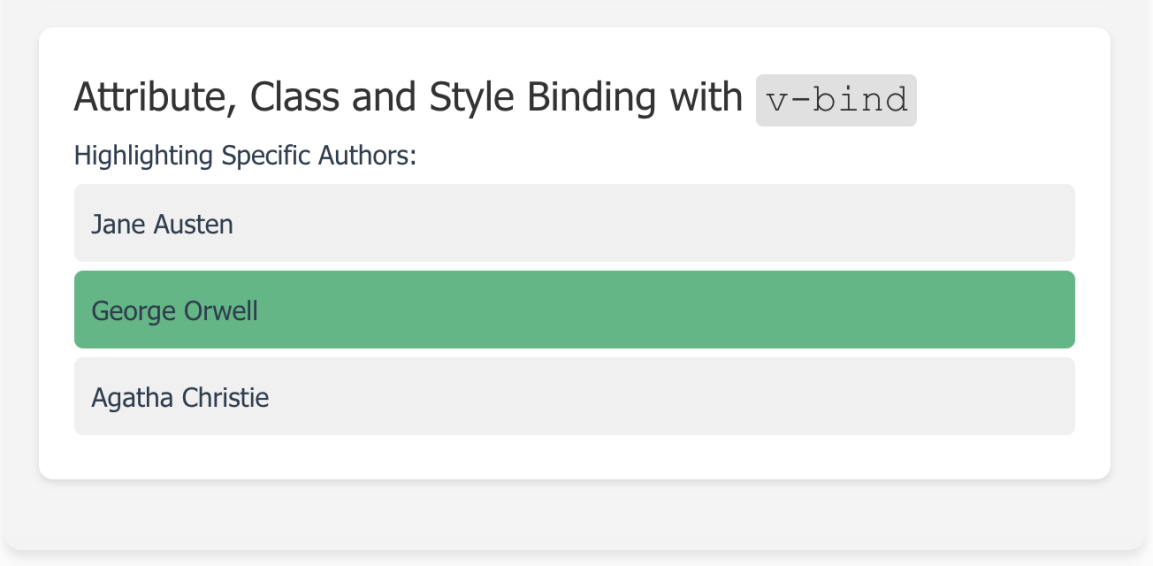 Attribute, Class and Style Binding with v-bind
Highlighting Specific Authors:
Jane Austen
George Orwell
Agatha Christie